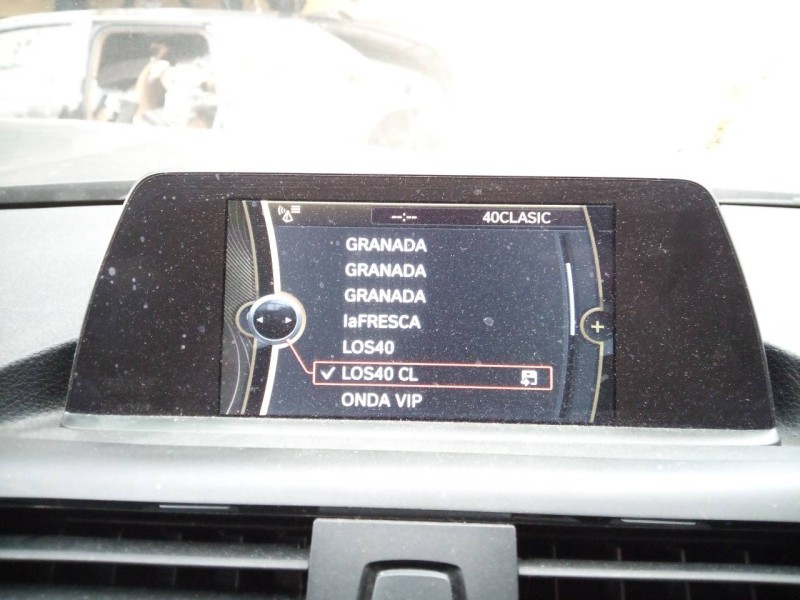 --:-- 40CLASIC
GRANADA
GRANADA
GRANADA
laFRESCA
LOS40
LOS40 CL
ONDA VIP